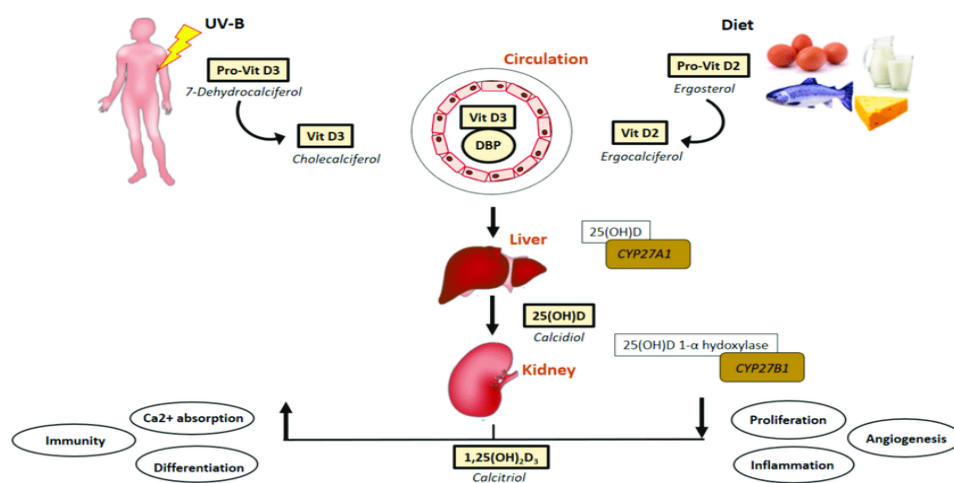 UV-B
Pro-Vit D3
7-Dehydrocalciferol
Vit D3
Cholecalciferol
Circulation
Vit D3
DBP
Diet
Pro-Vit D2
Ergosterol
Vit D2
Ergocalciferol
Liver
25(OH)D
CYP27A1
25(OH)D
Calcidiol
Kidney
25(OH)D 1-α hydoxylase
CYP27B1
Ca2+ absorption
Immunity
Differentiation
1,25(OH)₂D₃
Calcitriol
Proliferation
Angiogenesis
Inflammation